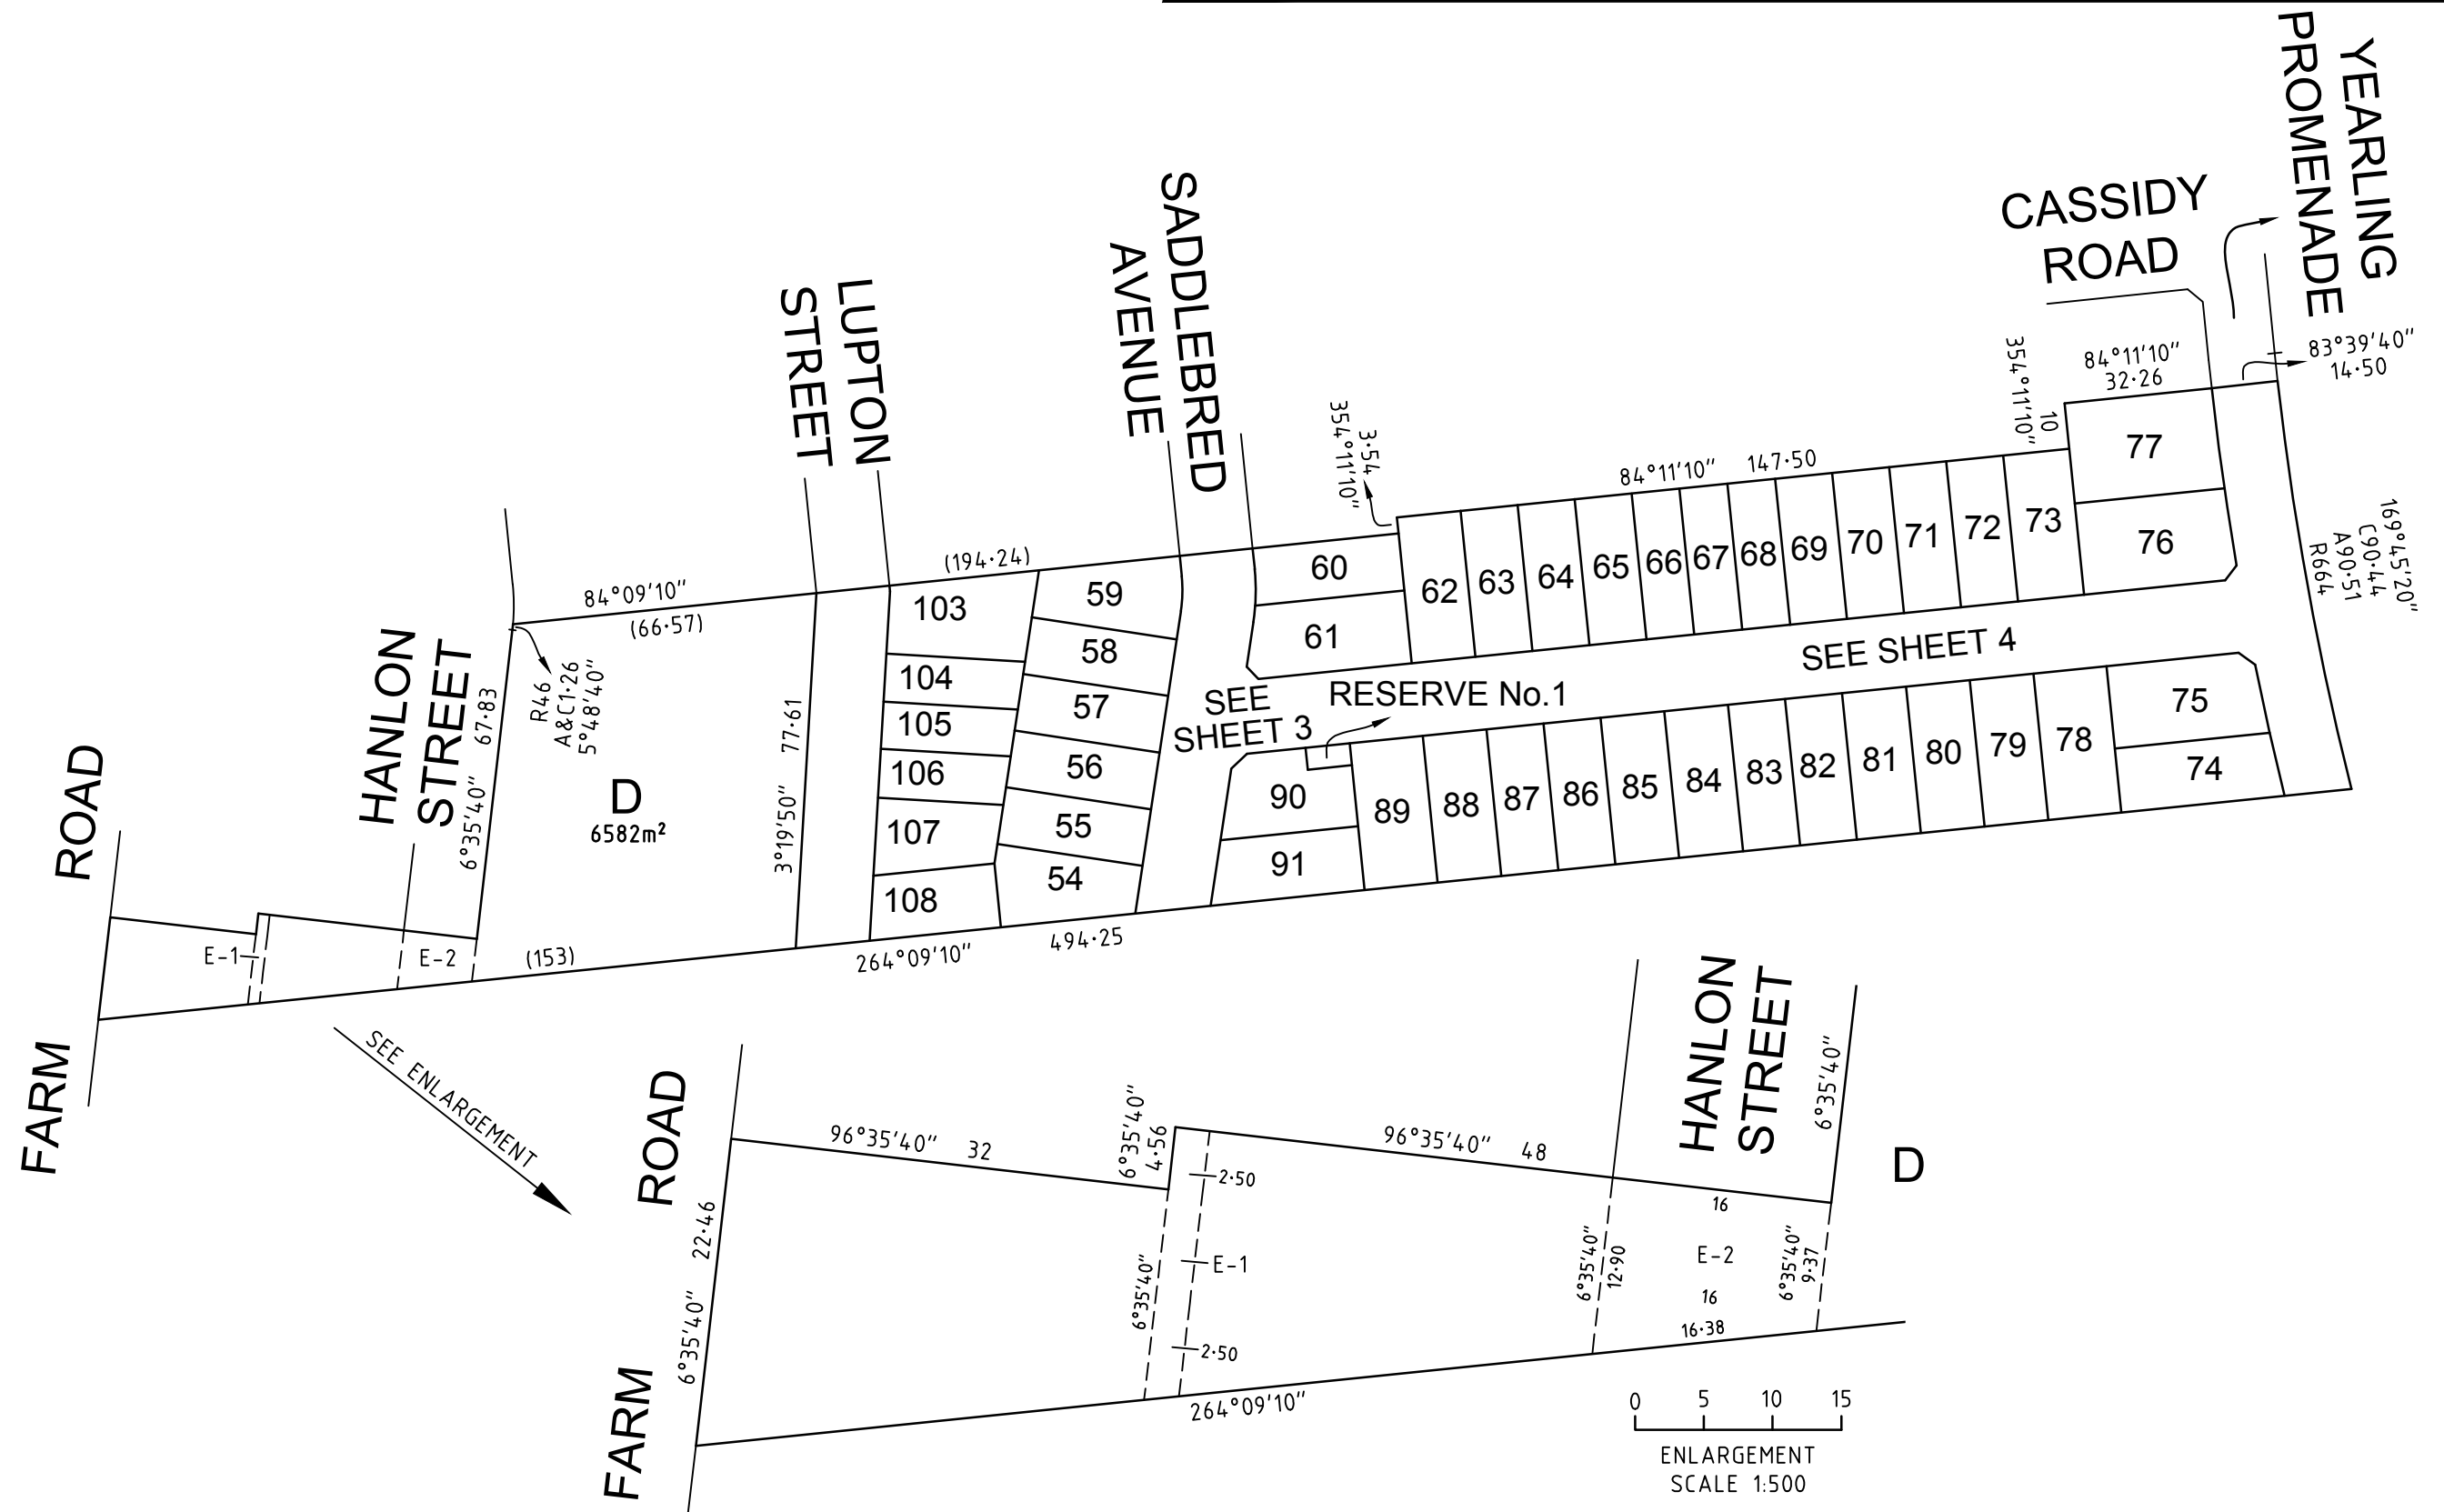 YEARLING
PROMENADE
CASSIDY
ROAD
SADDLEBRED
AVENUE
LUPTON
STREET
83°39'40"
14·50
84°11'10"
32·26
354°11'10"
10
354°11'10"
3·54
84°11'10" 147·50
77
76
73
72
71
70
69
68
67
66
65
64
63
62
60
61
169°45'20"
C90·44
A90·51
R664
(194·24)
84°09'10"
(66·57)
103
59
58
104
57
105
56
106
55
107
54
108
HANLON
STREET
6°35'40" 67·83
R46
A&C1·26
5°48'40"
D
6582m²
3°19'50" 77·61
SEE SHEET 4
SEE
SHEET 3
RESERVE No.1
75
74
78
79
80
81
82
83
84
85
86
87
88
89
90
91
FARM
ROAD
E-1
E-2
(153)
264°09'10" 494·25
SEE ENLARGEMENT
FARM
ROAD
96°35'40" 32
6°35'40"
4·56
96°35'40" 48
HANLON
STREET
6°35'40"
D
2·50
16
6°35'40" 22·46
6°35'40"
E-1
6°35'40"
12·90
E-2
6°35'40"
9·37
16
16·38
2·50
264°09'10"
0 5 10 15
ENLARGEMENT
SCALE 1:500